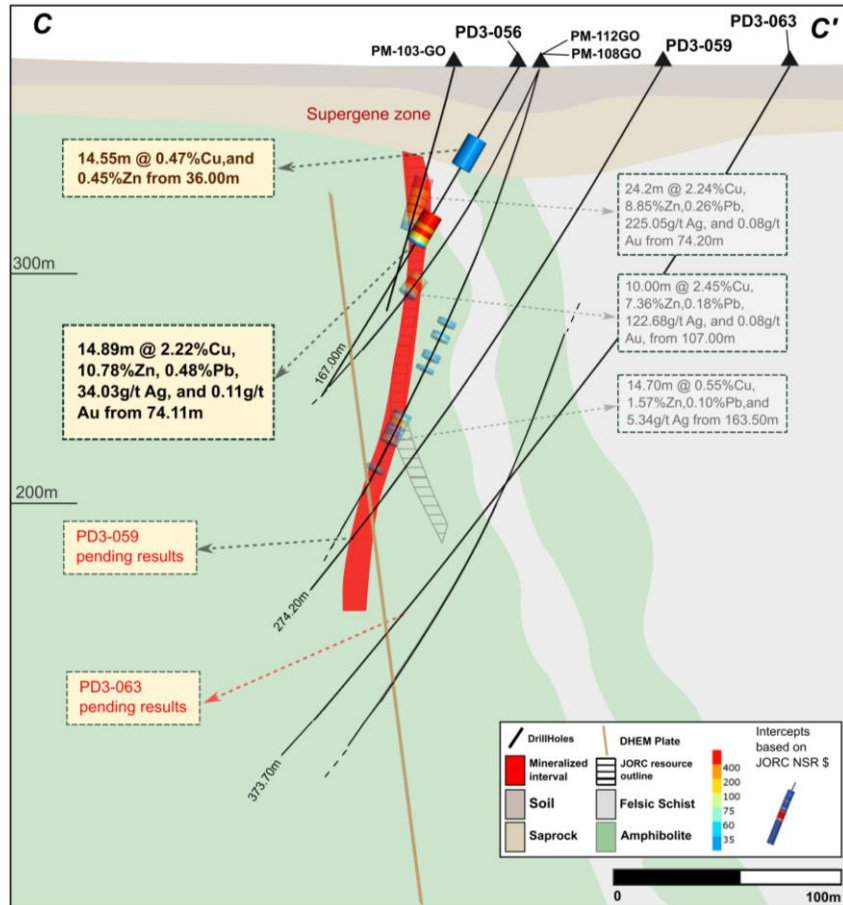 C
C'
PM-103-GO
PD3-056
PM-112GO
PM-108GO
PD3-059
PD3-063
Supergene zone
14.55m @ 0.47%Cu,and
0.45%Zn from 36.00m
24.2m @ 2.24%Cu,
8.85%Zn,0.26%Pb,
225.05g/t Ag, and 0.08g/t
Au from 74.20m
300m
10.00m @ 2.45%Cu,
7.36%Zn,0.18%Pb,
122.68g/t Ag, and 0.08g/t
Au, from 107.00m
14.89m @ 2.22%Cu,
10.78%Zn, 0.48%Pb,
34.03g/t Ag, and 0.11g/t
Au from 74.11m
167.00m
14.70m @ 0.55%Cu,
1.57%Zn,0.10%Pb,and
5.34g/t Ag from 163.50m
200m
PD3-059
pending results
274.20m
PD3-063
pending results
373.70m
DrillHoles
DHEM Plate
Mineralized
interval
JORC resource
outline
Soil
Felsic Schist
Saprock
Amphibolite
400
200
100
75
60
35
Intercepts
based on
JORC NSR $
0
100m